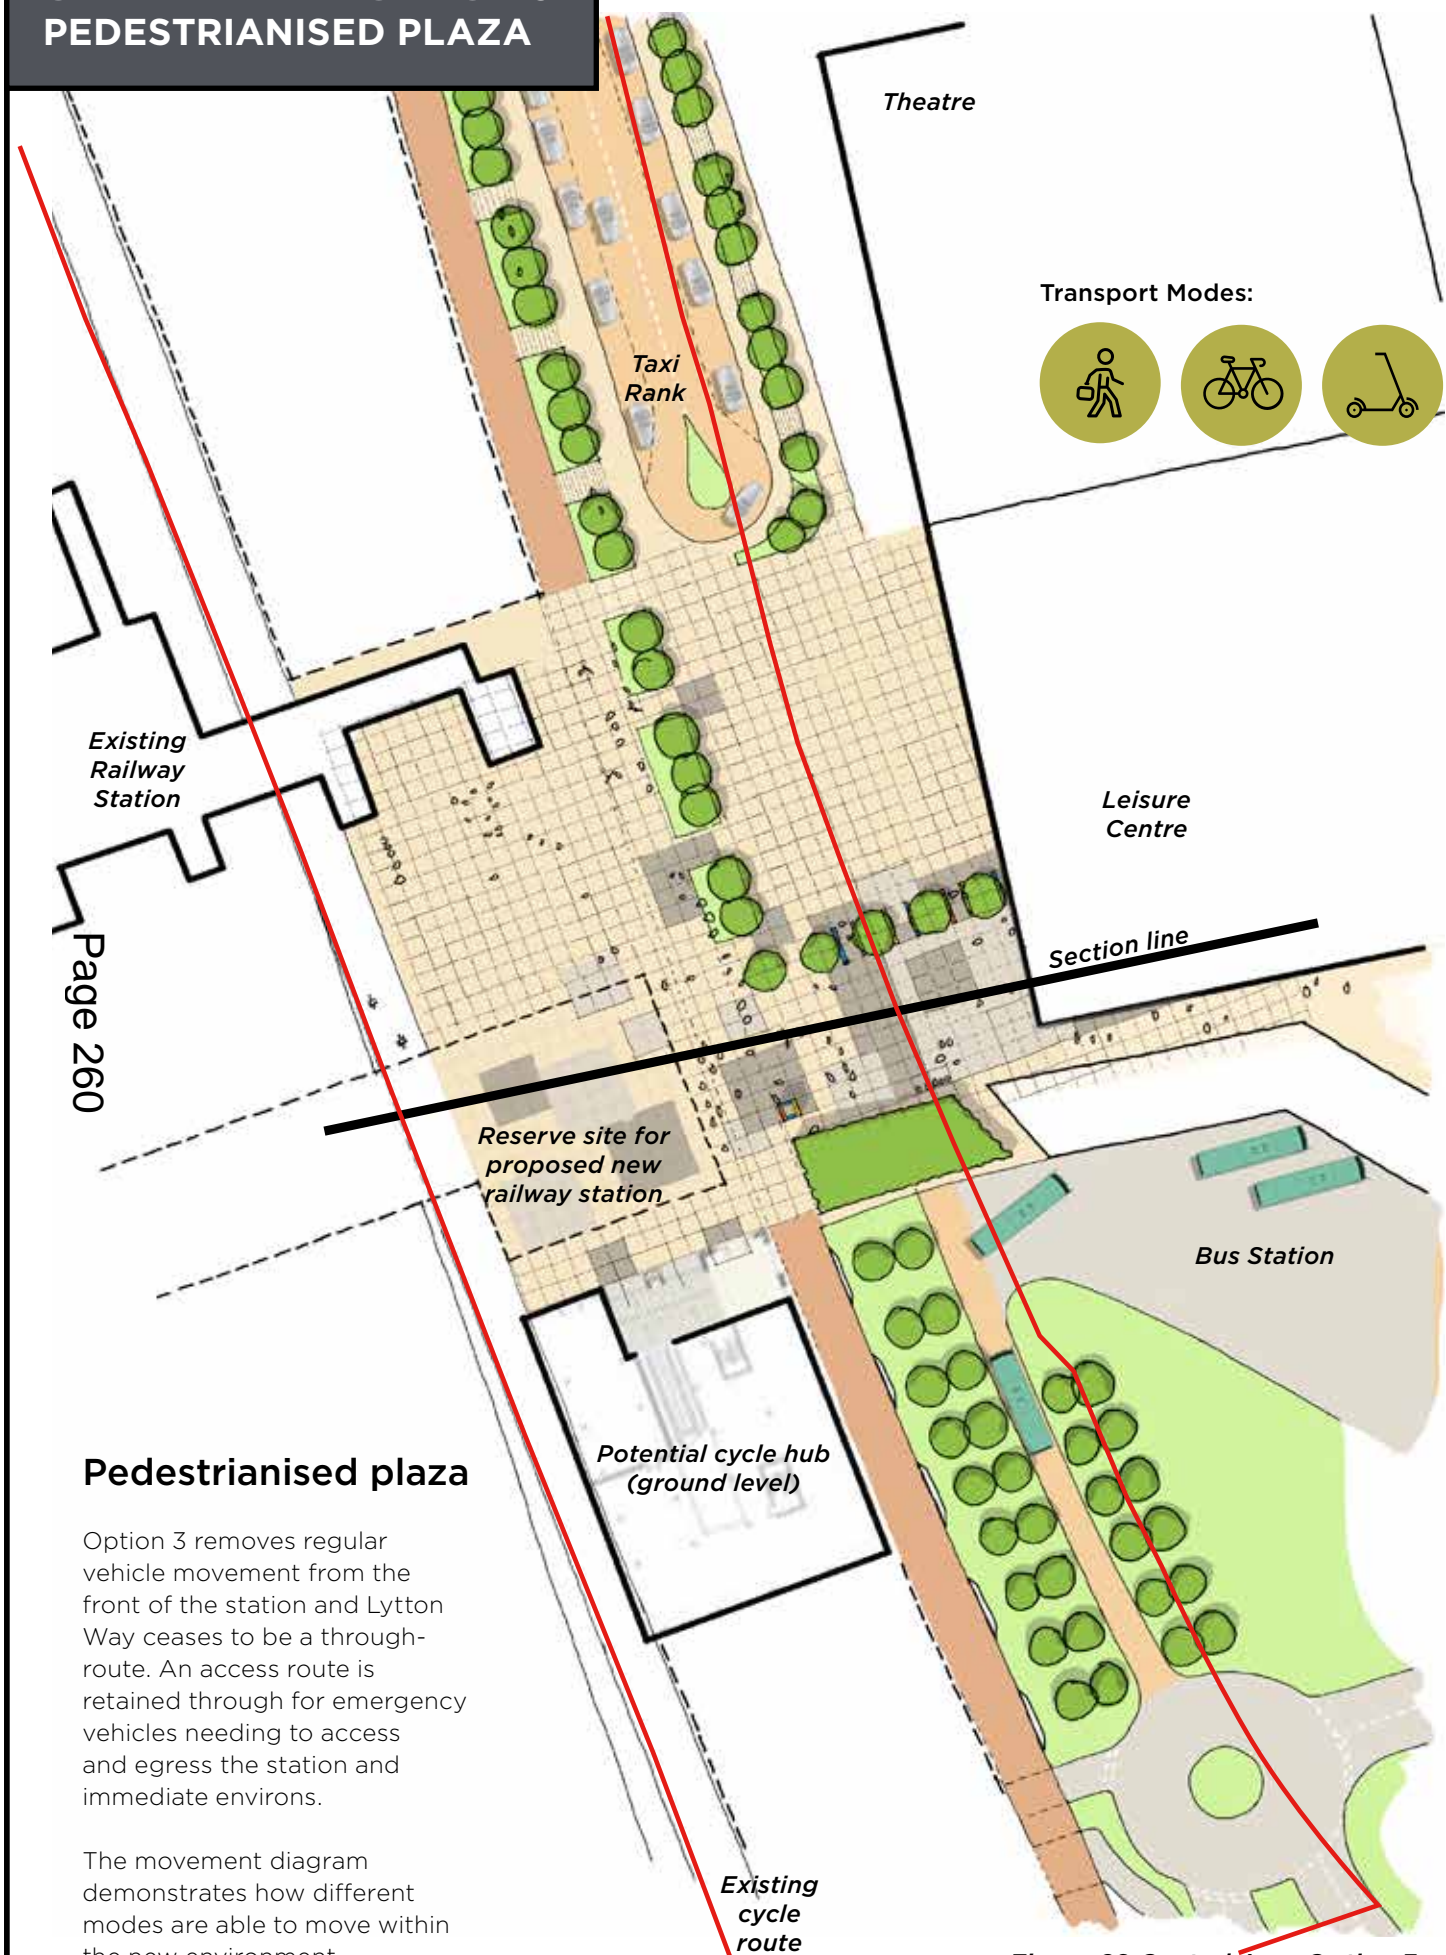 PEDESTRIANISED PLAZA
Theatre
Transport Modes:
Taxi
Rank
Existing
Railway
Station
Leisure
Centre
Section line
Page 260
Reserve site for
proposed new
railway station
Bus Station
Potential cycle hub
(ground level)
Pedestrianised plaza
Option 3 removes regular
vehicle movement from the
front of the station and Lytton
Way ceases to be a through-
route. An access route is
retained through for emergency
vehicles needing to access
and egress the station and
immediate environs.
The movement diagram
demonstrates how different
modes are able to move within
the new environment
Existing
cycle
route